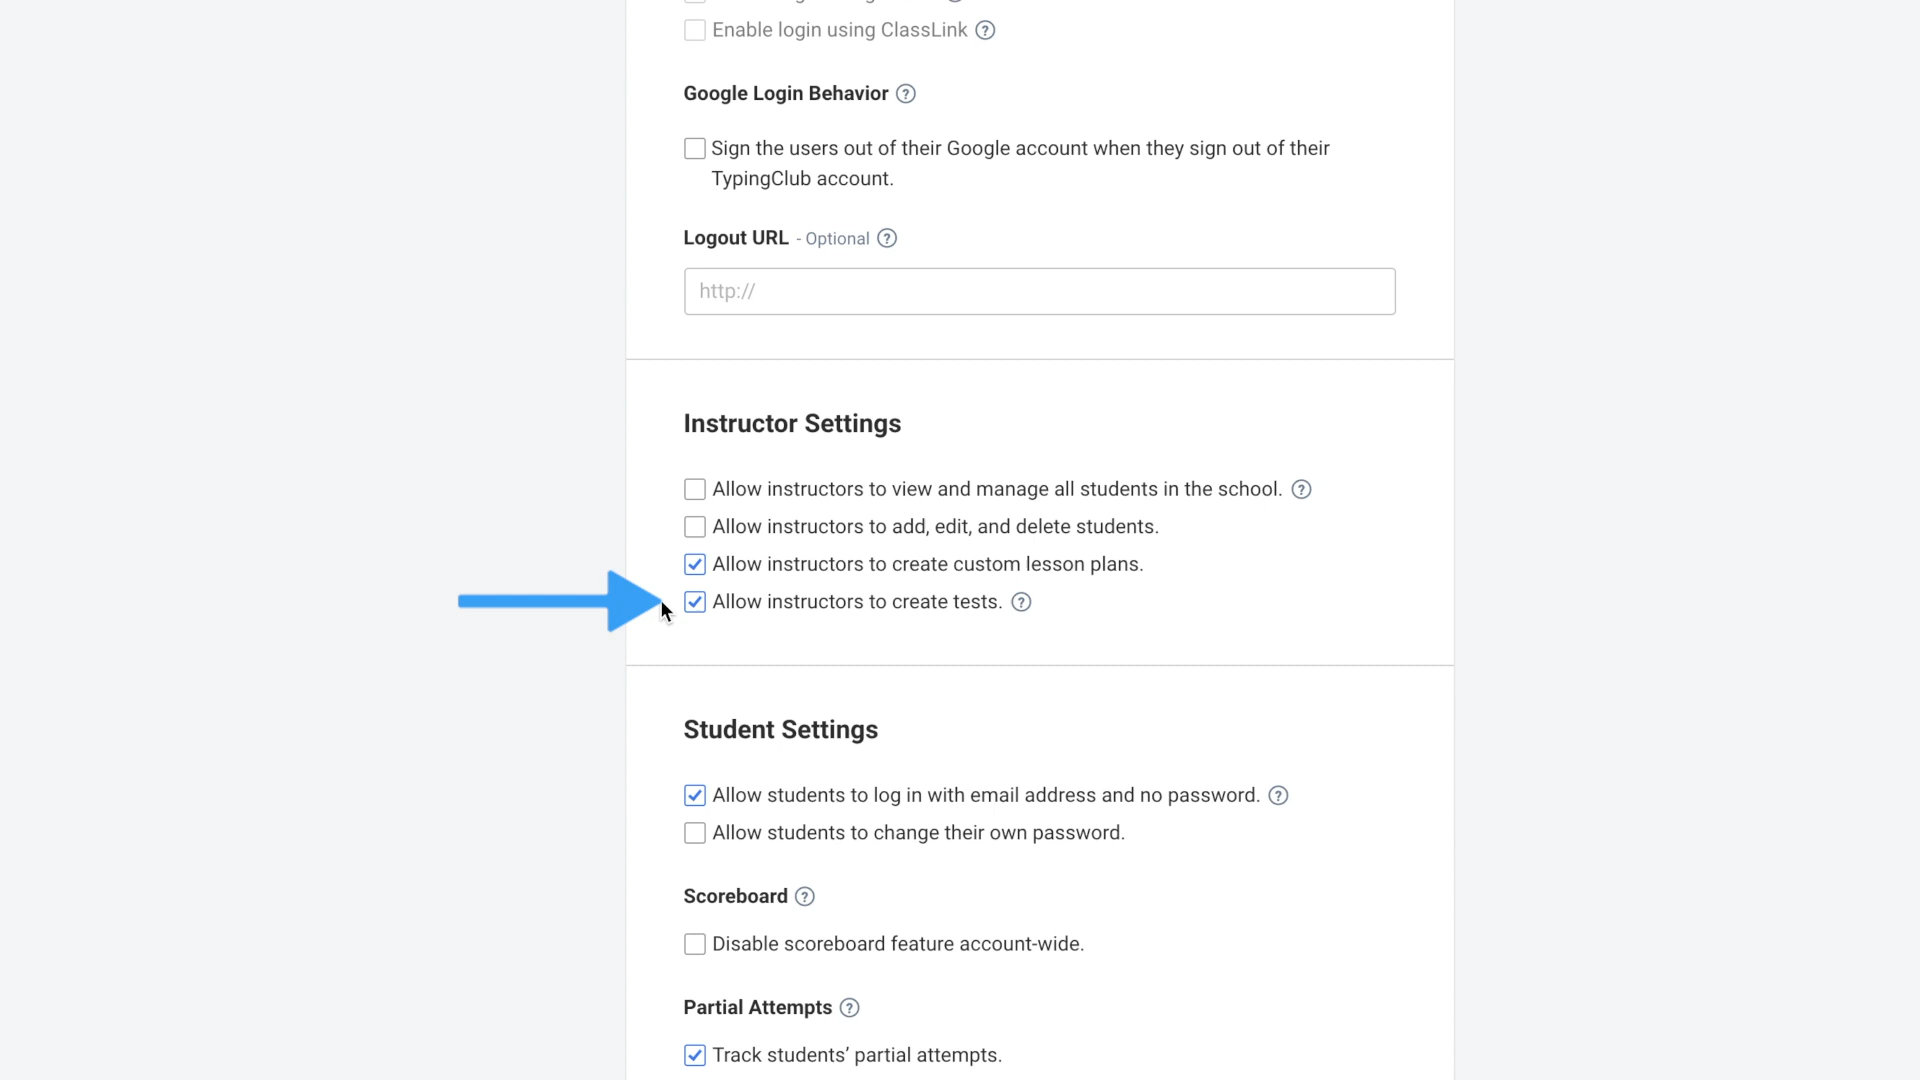 Enable login using ClassLink
Google Login Behavior
Sign the users out of their Google account when they sign out of their
TypingClub account.
Logout URL - Optional
http://
Instructor Settings
Allow instructors to view and manage all students in the school.
Allow instructors to add, edit, and delete students.
Allow instructors to create custom lesson plans.
Allow instructors to create tests.
Student Settings
Allow students to log in with email address and no password.
Allow students to change their own password.
Scoreboard
Disable scoreboard feature account-wide.
Partial Attempts
Track students’ partial attempts.